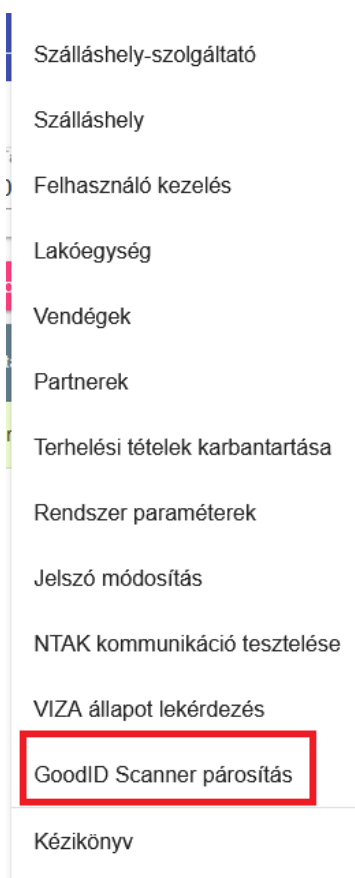 Szálláshely-szolgáltató
Szálláshely
Felhasználó kezelés
Lakóegység
Vendégek
Partnerek
Terhelési tételek karbantartása
Rendszer paraméterek
Jelszó módosítás
NTAK kommunikáció tesztelése
VIZA állapot lekérdezés
GoodID Scanner párosítás
Kézikönyv